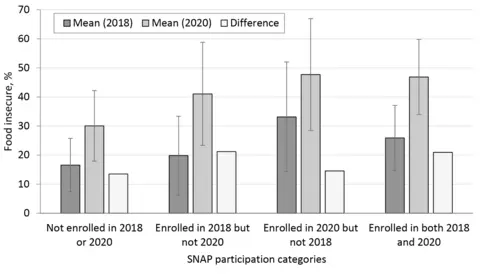 70
60
50
40
30
20
10
0
Food insecure, %
Mean (2018) Mean (2020) Difference
Not enrolled in 2018
or 2020
Enrolled in 2018 but
not 2020
Enrolled in 2020 but
not 2018
Enrolled in both 2018
and 2020
SNAP participation categories